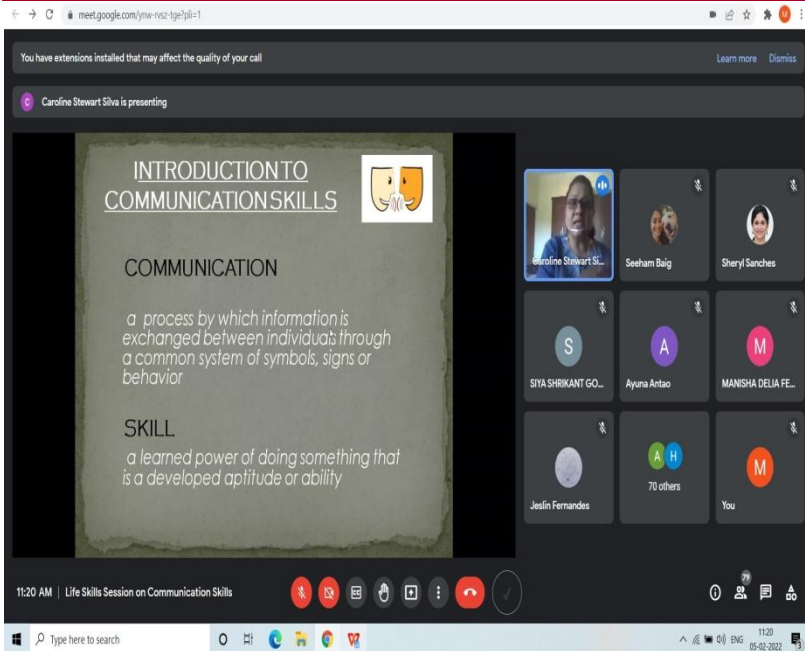 meet.google.com/ynw-rvsz-tge?pli=1
M
You have extensions installed that may affect the quality of your call
Learn more Dismiss
C Caroline Stewart Silva is presenting
INTRODUCTIONTO
COMMUNICATIONSKILLS
COMMUNICATION
a process by which information is
exchanged between individuals through
a common system of symbols, signs or
behavior
SKILL
a learned power of doing something that
is a developed aptitude or ability
Caroline Stewart Si...
Seeham Baig
Sheryl Sanches
S
SIYA SHRIKANT GO...
A
Ayuna Antao
M
MANISHA DELIA FE...
Jeslin Fernandes
A H
70 others
M
You
11:20 AM | Life Skills Session on Communication Skills
79
Type here to search
ENG
11:20
05-02-2022
3